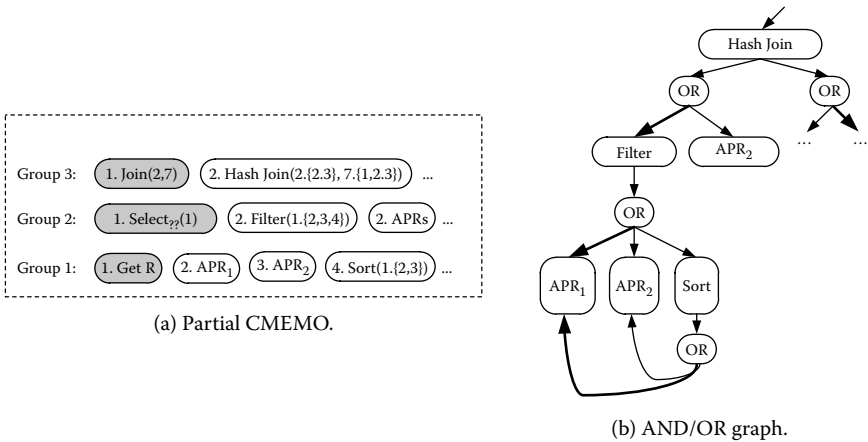 Group 3: 1. Join(2,7) 2. Hash Join(2.{2.3}, 7.{1,2.3}) ...
Group 2: 1. Select??(1) 2. Filter(1.{2,3,4}) 2. APRs ...
Group 1: 1. Get R 2. APR1 3. APR2 4. Sort(1.{2,3}) ...
(a) Partial CMEMO.
Hash Join
OR OR
Filter APR2 ... ...
OR
APR1 APR2 Sort
OR
(b) AND/OR graph.